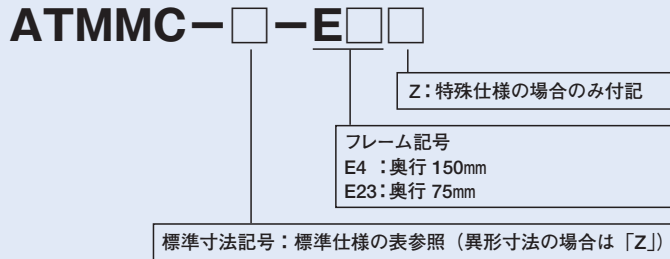 ATMMC－□－E□□
Z：特殊仕様の場合のみ付記
フレーム記号
E4 ：奥行 150mm
E23：奥行 75mm
標準寸法記号：標準仕様の表参照（異形寸法の場合は「Z」）